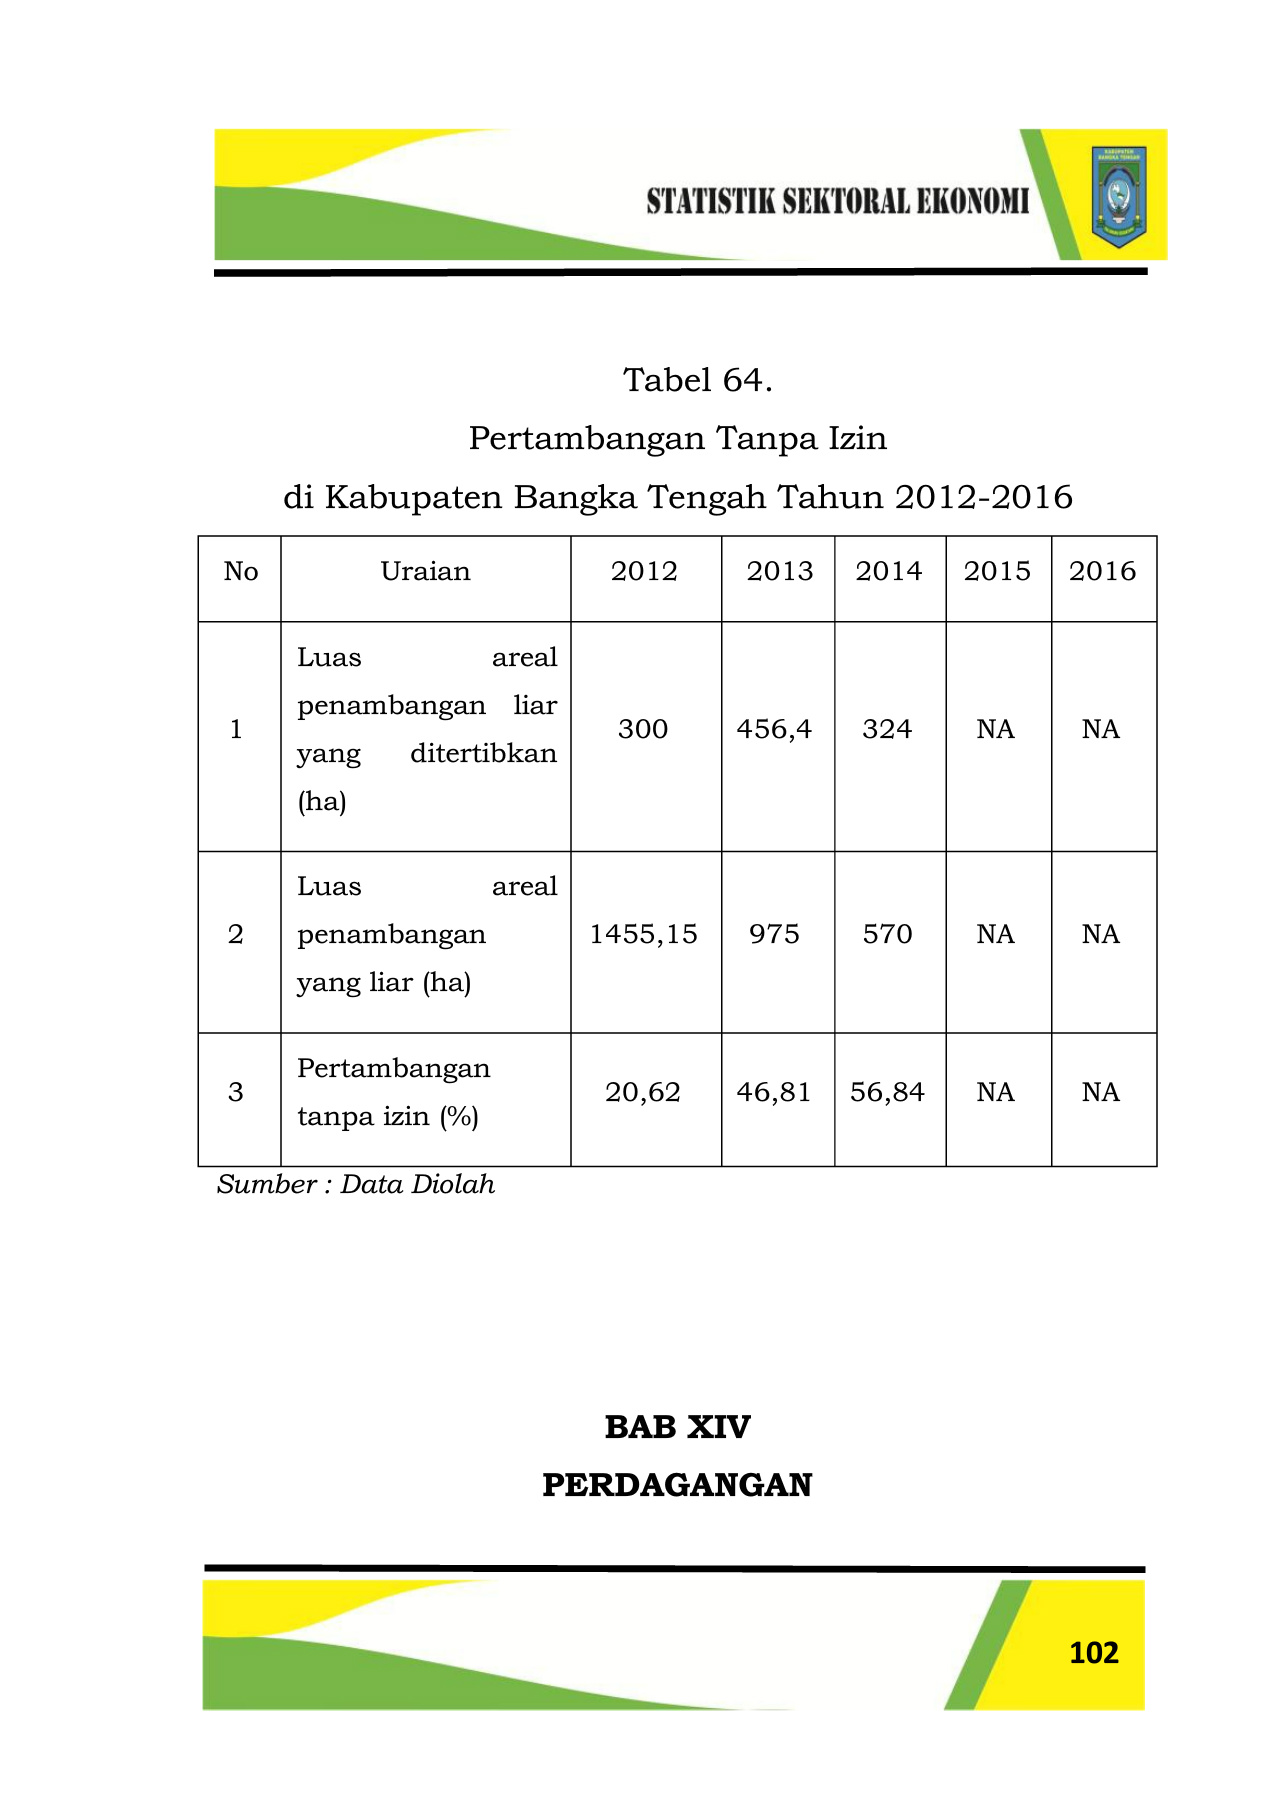 KABUPATEN
BANGKA TENGAH
STATISTIK SEKTORAL EKONOMI
Tabel 64.
Pertambangan Tanpa Izin
di Kabupaten Bangka Tengah Tahun 2012-2016
No Uraian 2012 2013 2014 2015 2016
Luas areal
penambangan liar
1 300 456,4 324 NA NA
yang ditertibkan
(ha)
Luas areal
2 penambangan 1455,15 975 570 NA NA
yang liar (ha)
Pertambangan
3 20,62 46,81 56,84 NA NA
tanpa izin (%)
Sumber : Data Diolah
BAB XIV
PERDAGANGAN
102